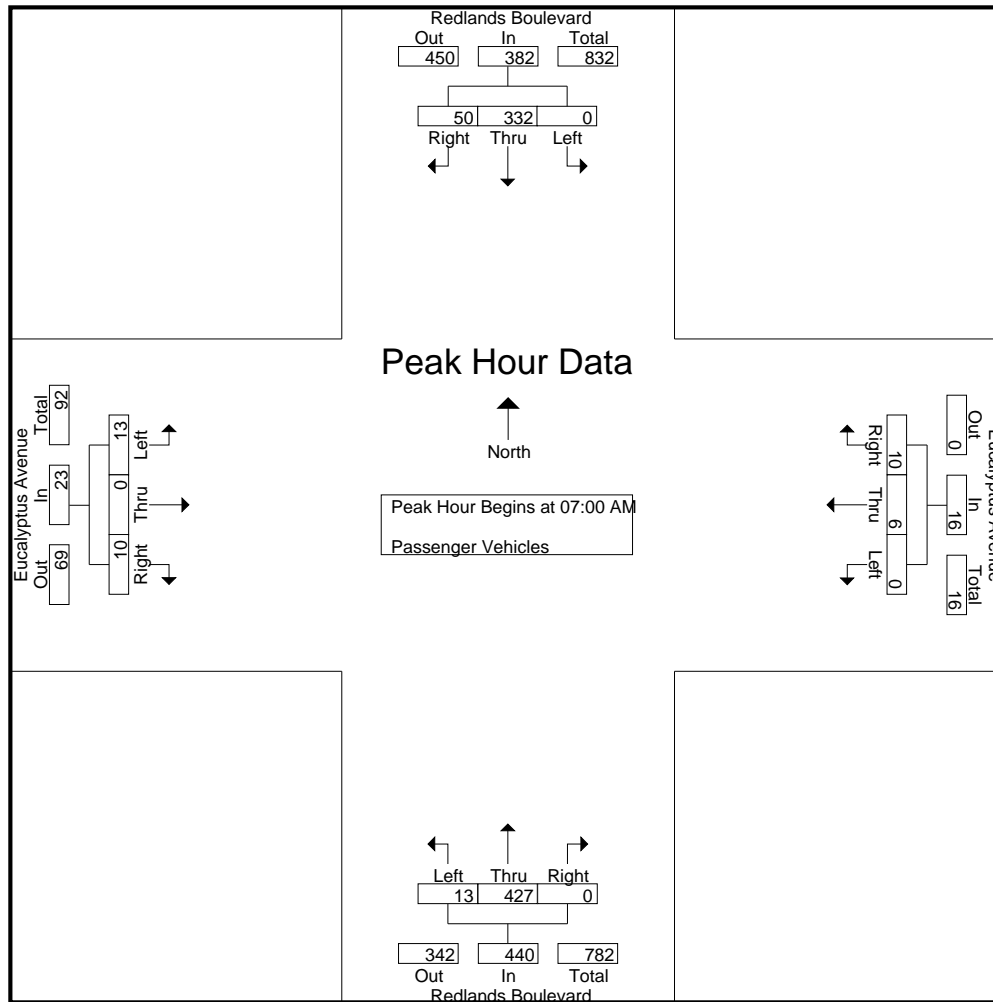 Redlands Boulevard
Out In Total
450 382 832
50 332 0
Right Thru Left
Peak Hour Data
North
Peak Hour Begins at 07:00 AM
Passenger Vehicles
Eucalyptus Avenue
Out In Total
69 23 92
13 0 10
Left Thru Right
Eucalyptus Avenue
Out In Total
0 16 16
10 6 0
Right Thru Left
Left Thru Right
13 427 0
342 440 782
Out In Total
Redlands Boulevard